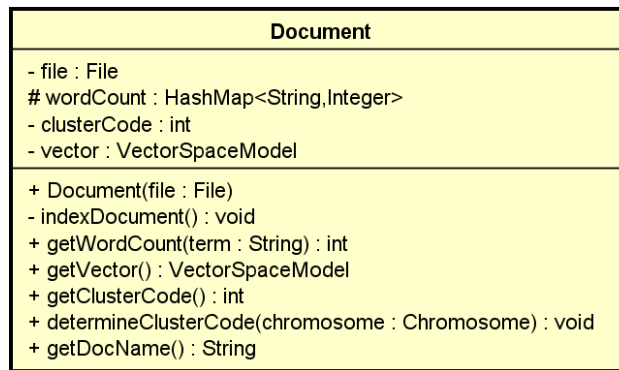 Document
- file : File
# wordCount : HashMap<String,Integer>
- clusterCode : int
- vector : VectorSpaceModel
+ Document(file : File)
- indexDocument() : void
+ getWordCount(term : String) : int
+ getVector() : VectorSpaceModel
+ getClusterCode() : int
+ determineClusterCode(chromosome : Chromosome) : void
+ getDocName() : String